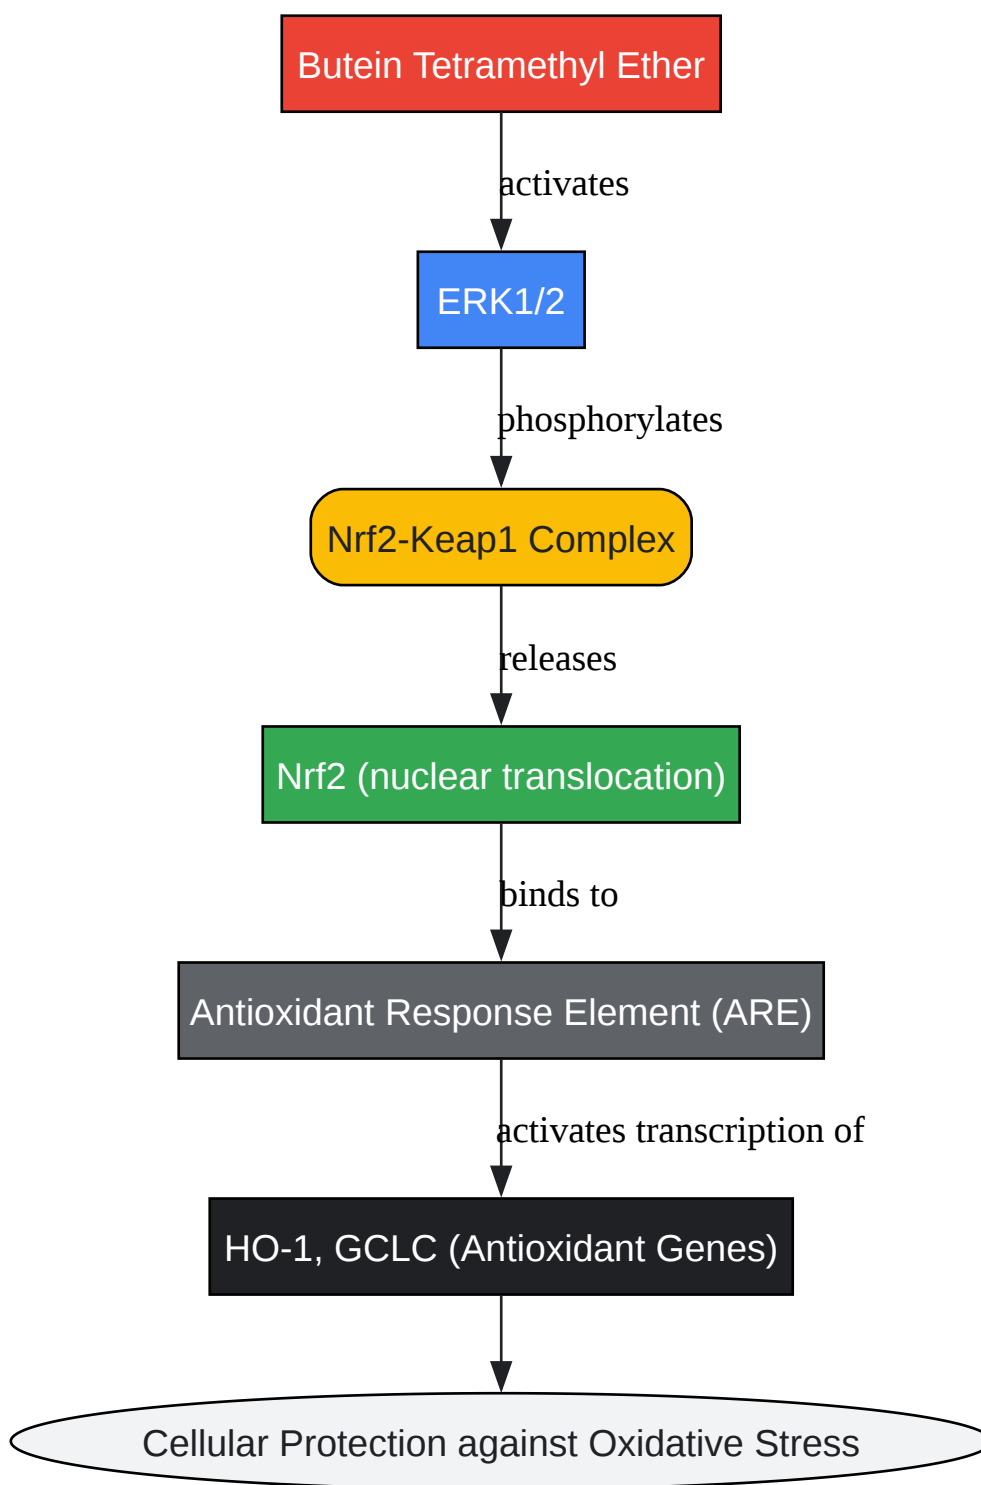 Butein Tetramethyl Ether
activates
ERK1/2
phosphorylates
Nrf2-Keap1 Complex
releases
Nrf2 (nuclear translocation)
binds to
Antioxidant Response Element (ARE)
activates transcription of
HO-1, GCLC (Antioxidant Genes)
Cellular Protection against Oxidative Stress